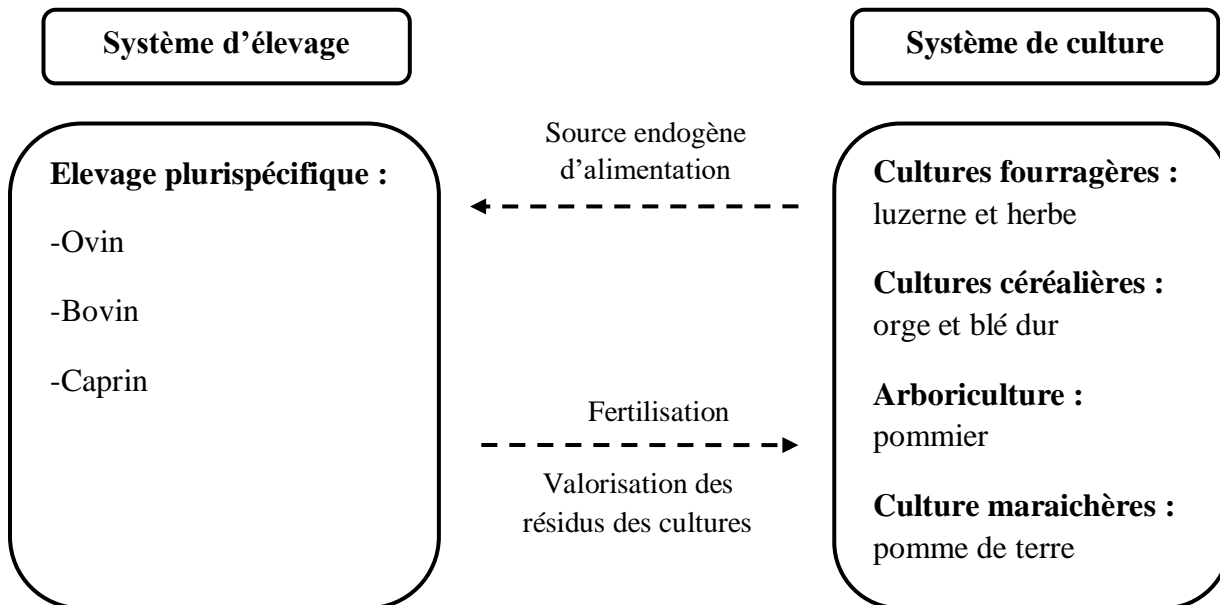 Système d'élevage
Système de culture
Elevage plurispécifique :
-Ovin
-Bovin
-Caprin
Source endogène
d'alimentation
Fertilisation
Valorisation des
résidus des cultures
Cultures fourragères :
luzerne et herbe
Cultures céréalières :
orge et blé dur
Arboriculture :
pommier
Culture maraichères :
pomme de terre